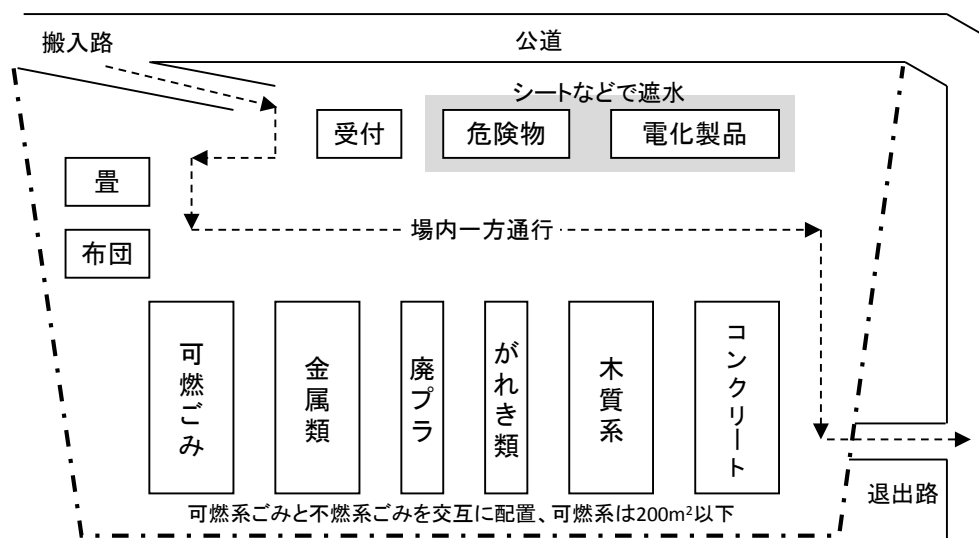 搬入路
公道
シートなどで遮水
受付
危険物
電化製品
畳
布団
場内一方通行
可燃ごみ
金属類
廃プラ
がれき類
木質系
コンクリート
退出路
可燃系ごみと不燃系ごみを交互に配置、可燃系は200m²以下